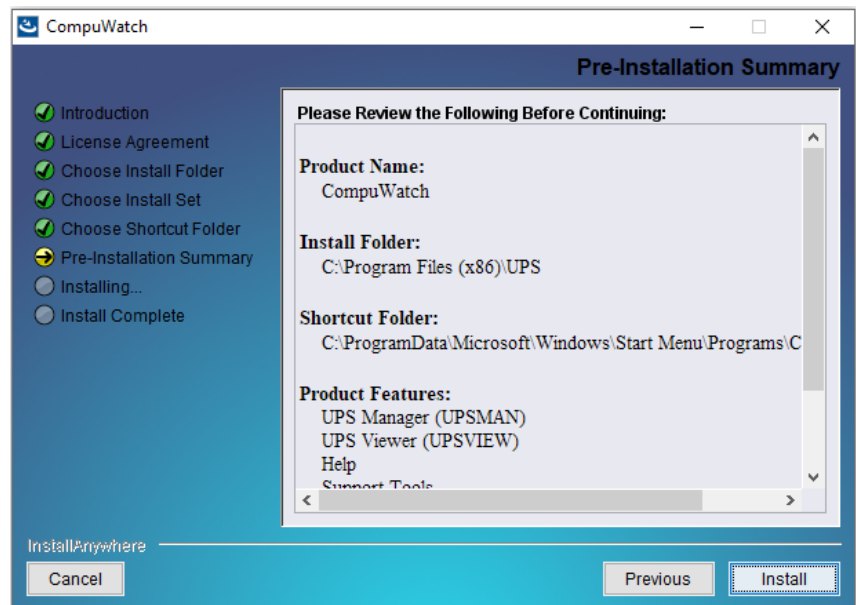 CompuWatch
Pre-Installation Summary
Introduction
License Agreement
Choose Install Folder
Choose Install Set
Choose Shortcut Folder
Pre-Installation Summary
Installing...
Install Complete
Please Review the Following Before Continuing:
Product Name:
CompuWatch
Install Folder:
C:\Program Files (x86)\UPS
Shortcut Folder:
C:\ProgramData\Microsoft\Windows\Start Menu\Programs\C
Product Features:
UPS Manager (UPSMAN)
UPS Viewer (UPSVIEW)
Help
Support Tools
InstallAnywhere
Cancel
Previous
Install